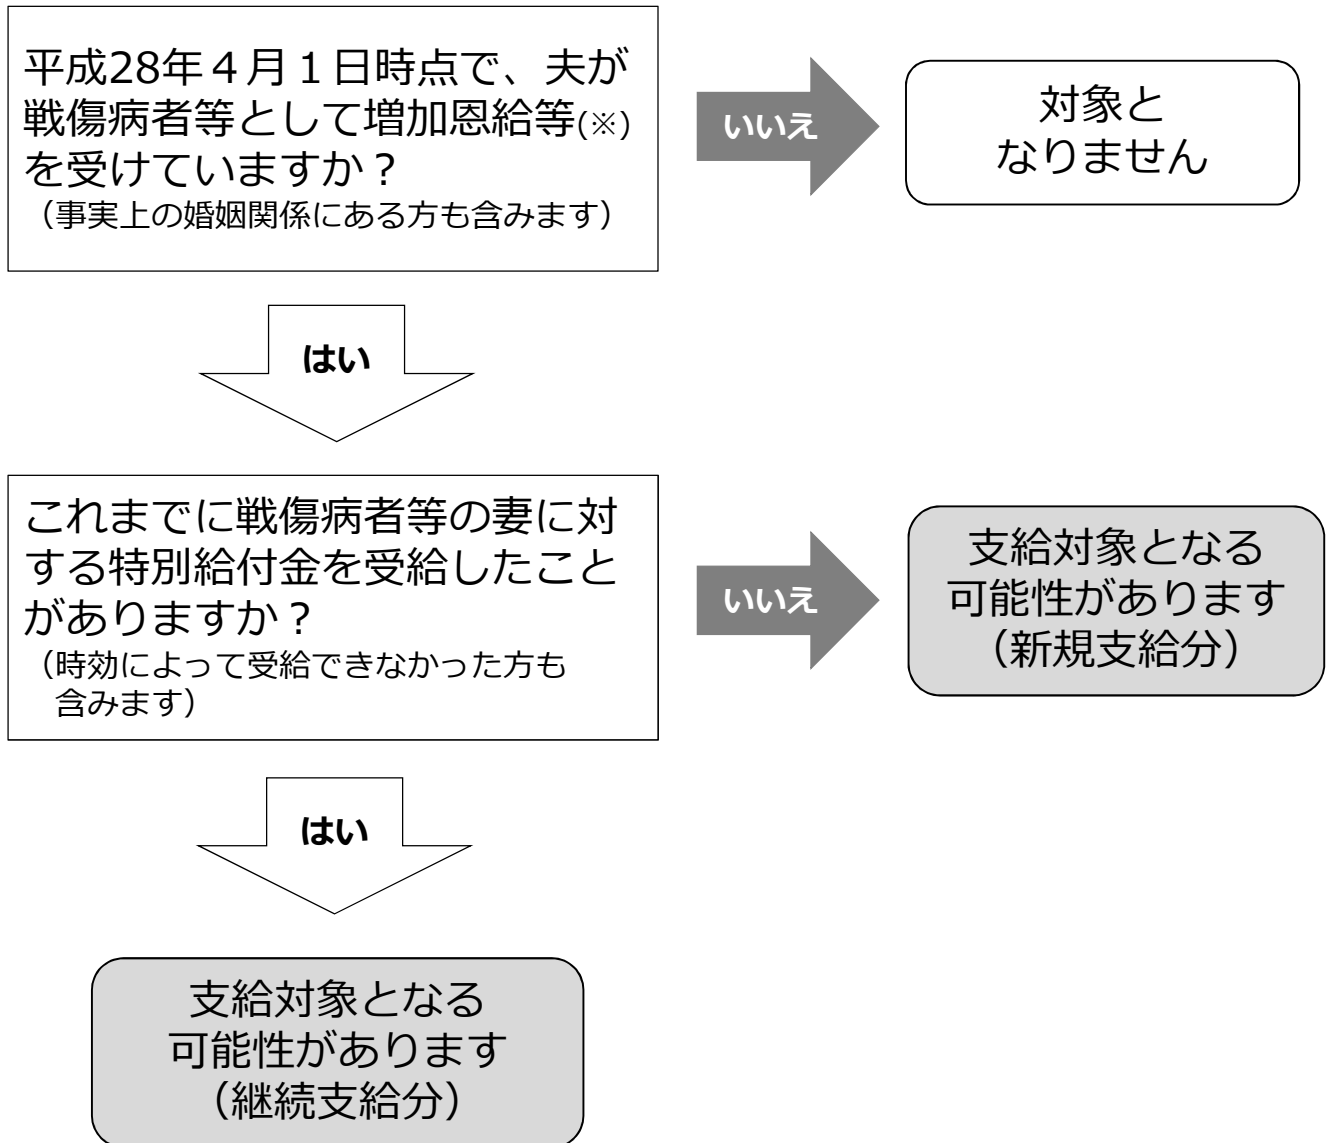 平成28年４月１日時点で、夫が
戦傷病者等として増加恩給等(※)
を受けていますか？
（事実上の婚姻関係にある方も含みます）
いいえ
対象と
なりません
はい
これまでに戦傷病者等の妻に対
する特別給付金を受給したこと
がありますか？
（時効によって受給できなかった方も
含みます）
いいえ
支給対象となる
可能性があります
（新規支給分）
はい
支給対象となる
可能性があります
（継続支給分）